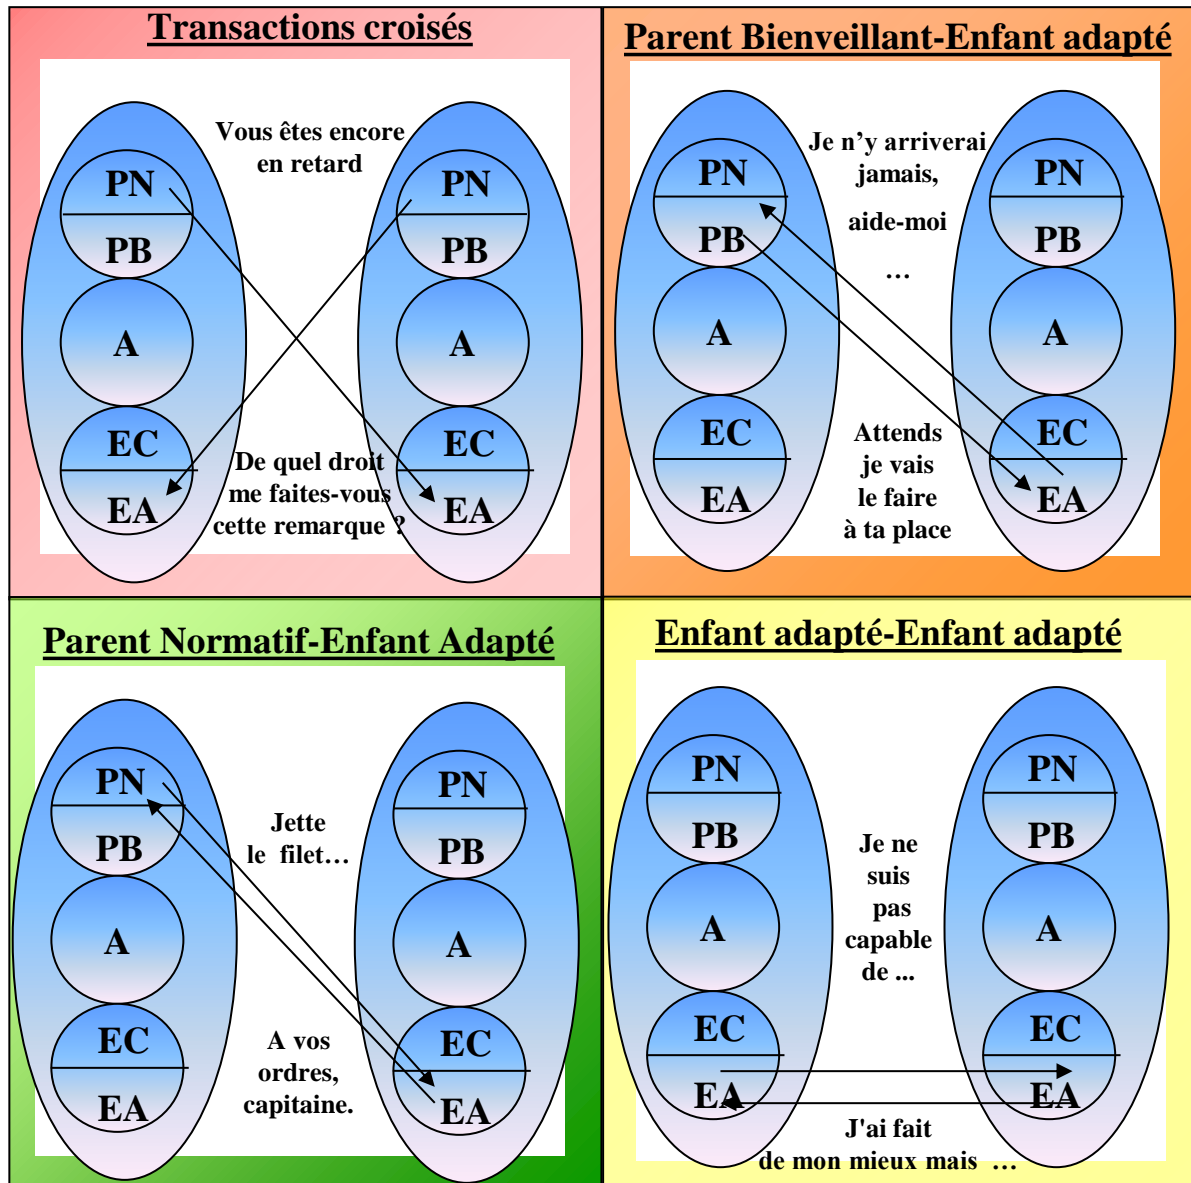 Transactions croisés
Vous êtes encore
en retard
PN
PB
A
EC
EA
PN
PB
A
EC
EA
De quel droit
me faites-vous
cette remarque ?
Parent Bienveillant-Enfant adapté
Je n'y arriverai
jamais,
aide-moi
…
PN
PB
A
EC
EA
PN
PB
A
EC
EA
Attends
je vais
le faire
à ta place
Parent Normatif-Enfant Adapté
PN
PB
A
EC
EA
PN
PB
A
EC
EA
Jette
le filet…
A vos
ordres,
capitaine.
Enfant adapté-Enfant adapté
PN
PB
A
EC
EA
PN
PB
A
EC
EA
Je ne
suis
pas
capable
de ...
J'ai fait
de mon mieux mais …